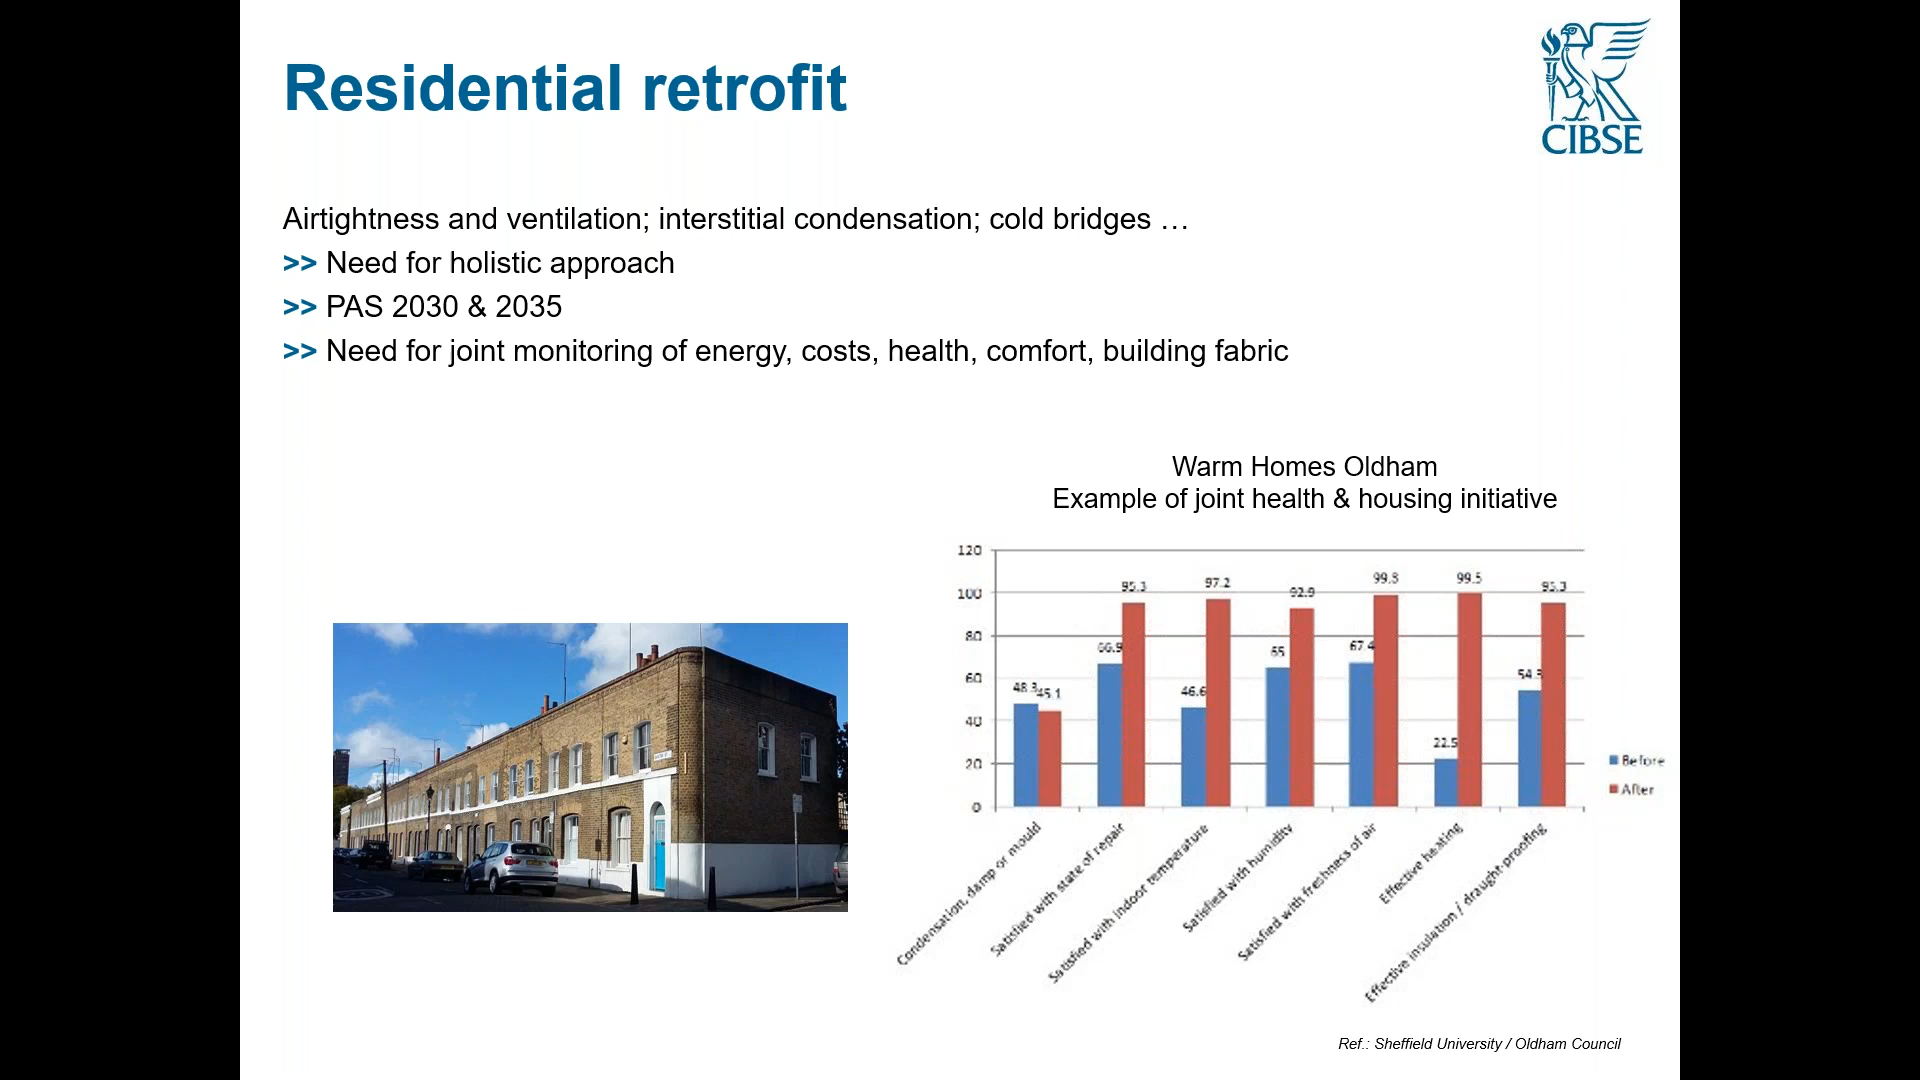 Residential retrofit
CIBSE
Airtightness and ventilation; interstitial condensation; cold bridges …
>> Need for holistic approach
>> PAS 2030 & 2035
>> Need for joint monitoring of energy, costs, health, comfort, building fabric
Warm Homes Oldham
Example of joint health & housing initiative
120
100
80
60
40
20
0
48.3
45.1
66.9
95.3
46.6
97.2
65
92.9
67.4
99.3
22.5
99.5
54.3
95.3
Before
After
Condensation, damp or mould
Satisfied with state of repair
Satisfied with indoor temperature
Satisfied with humidity
Satisfied with freshness of air
Effective heating
Effective insulation / draught-proofing
Ref.: Sheffield University / Oldham Council